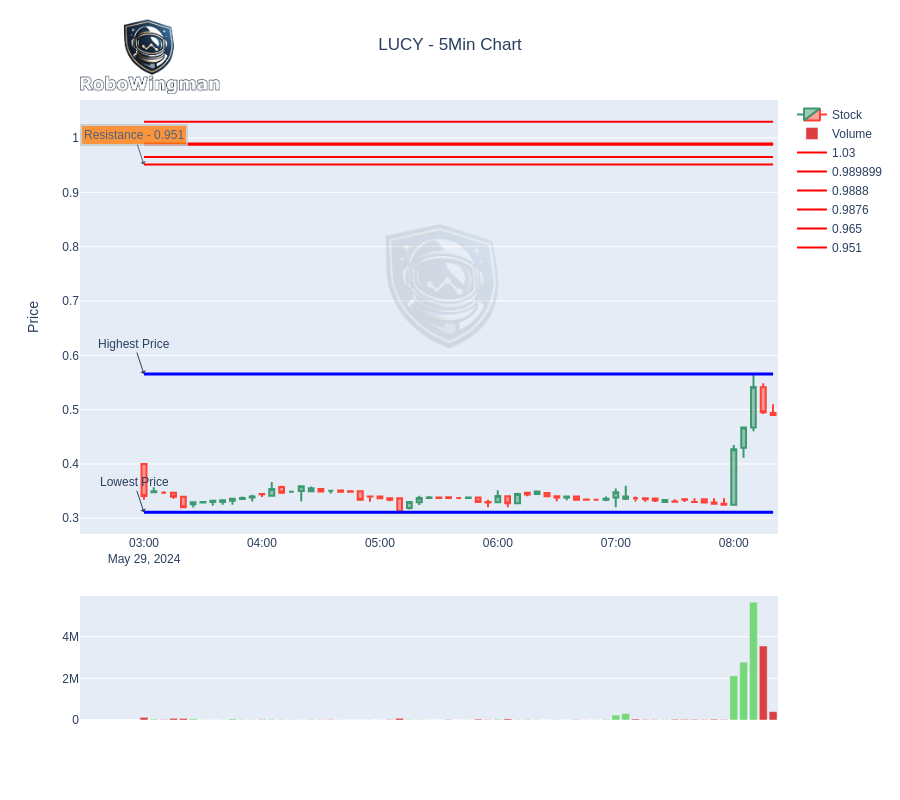 LUCY - 5Min Chart
RoboWingman
Stock
Volume
1.03
0.989899
0.9888
0.9876
0.965
0.951
Resistance - 0.951
Highest Price
Lowest Price
Price
1
0.9
0.8
0.7
0.6
0.5
0.4
0.3
03:00
04:00
05:00
06:00
07:00
08:00
May 29, 2024
4M
2M
0